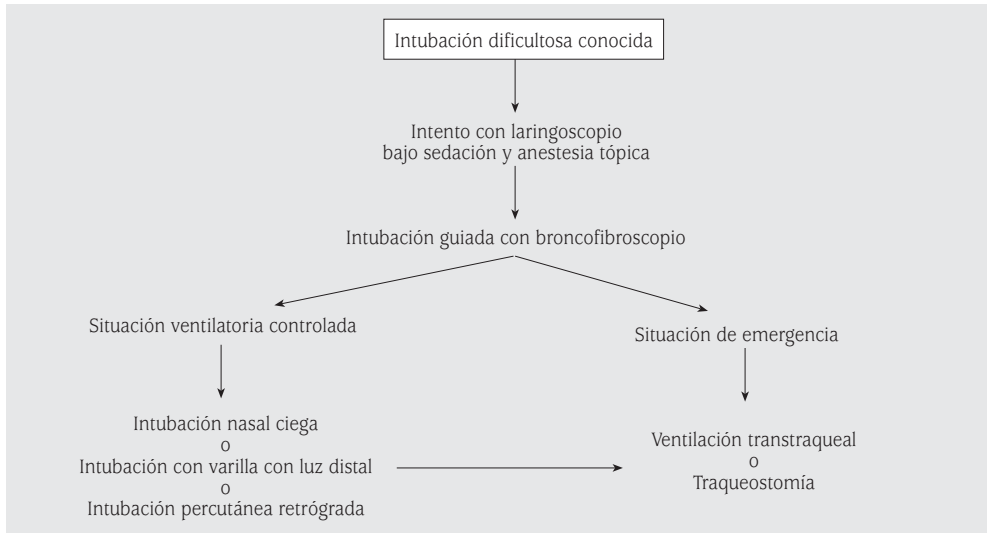 Intubación dificultosa conocida
Intento con laringoscopio
bajo sedación y anestesia tópica
Intubación guiada con broncofibroscopio
Situación ventilatoria controlada
Situación de emergencia
Intubación nasal ciega
o
Intubación con varilla con luz distal
o
Intubación percutánea retrógrada
Ventilación transtraqueal
o
Traqueostomía